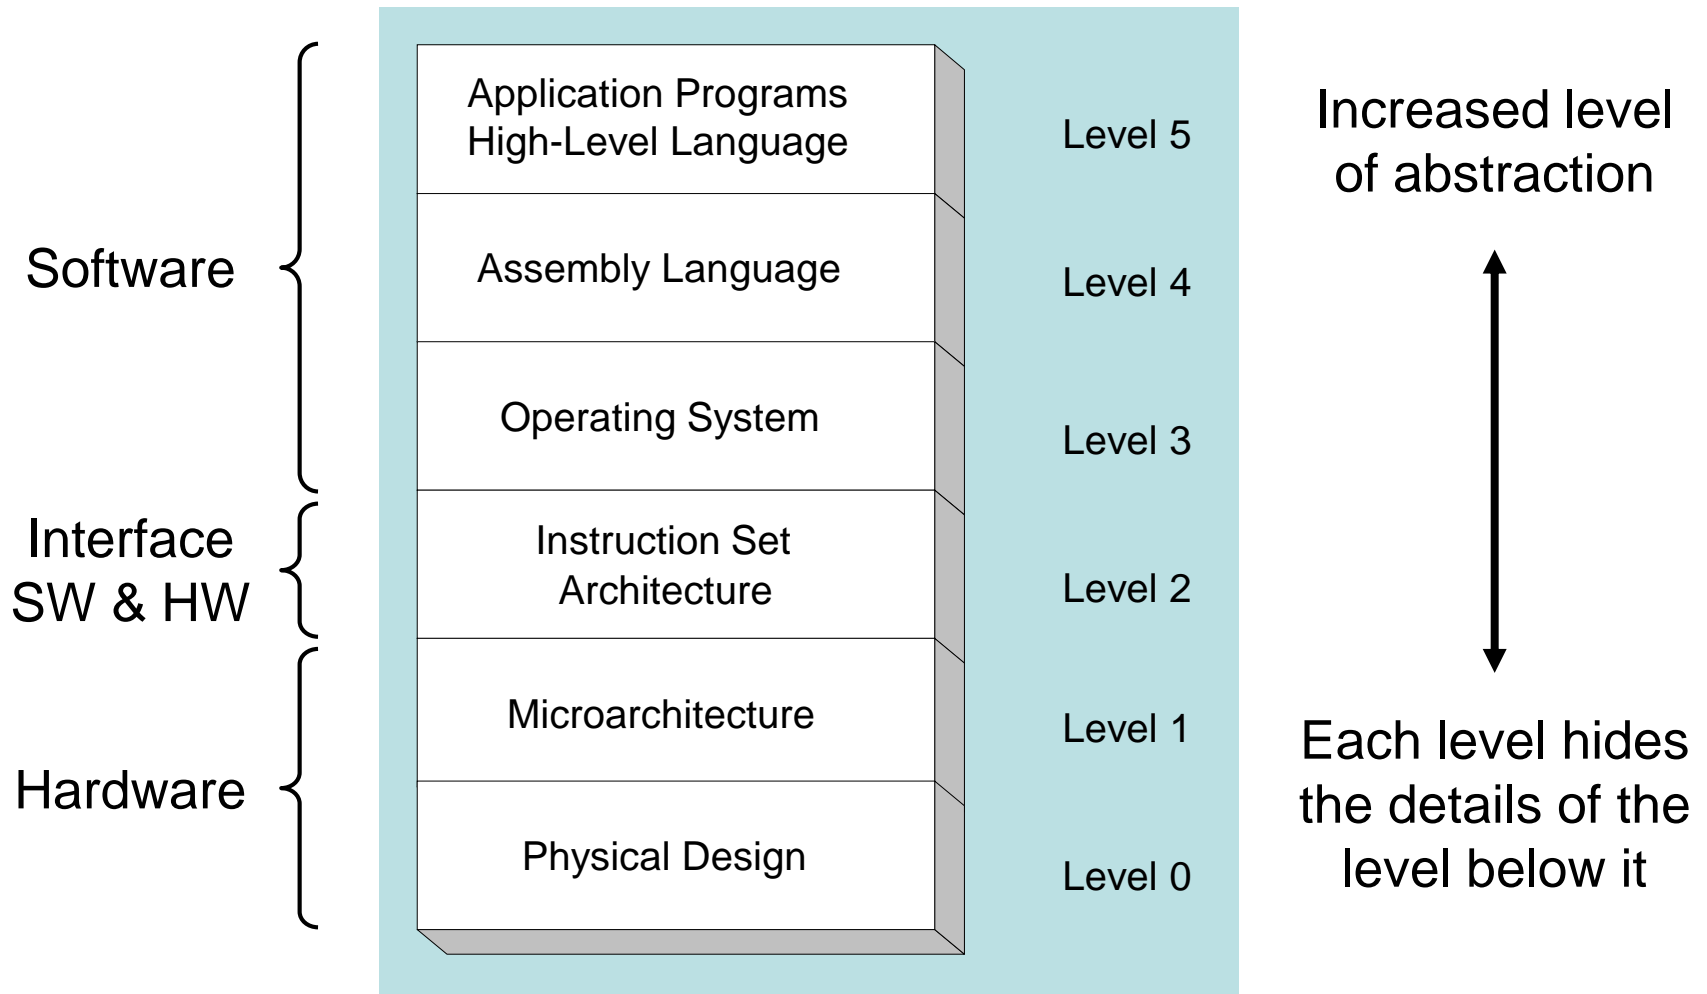 Software
Interface
SW & HW
Hardware
Application Programs
High-Level Language
Assembly Language
Operating System
Instruction Set
Architecture
Microarchitecture
Physical Design
Level 5
Level 4
Level 3
Level 2
Level 1
Level 0
Increased level
of abstraction
Each level hides
the details of the
level below it